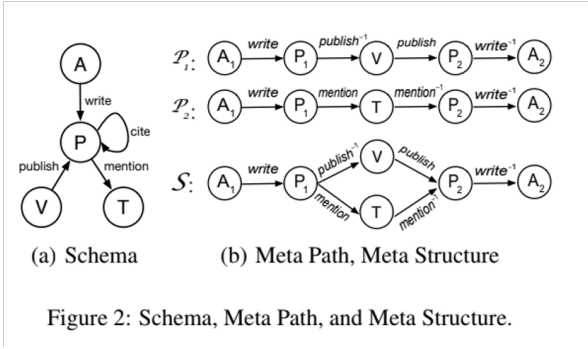 A
write
P
cite
publish
mention
V
T
(a) Schema
𝒫₁: A₁ write P₁ publish⁻¹ V publish P₂ write⁻¹ A₂
𝒫₂: A₁ write P₁ mention T mention⁻¹ P₂ write⁻¹ A₂
𝒮: A₁ write P₁ publish⁻¹ V publish mention T mention⁻¹ P₂ write⁻¹ A₂
(b) Meta Path, Meta Structure
Figure 2: Schema, Meta Path, and Meta Structure.